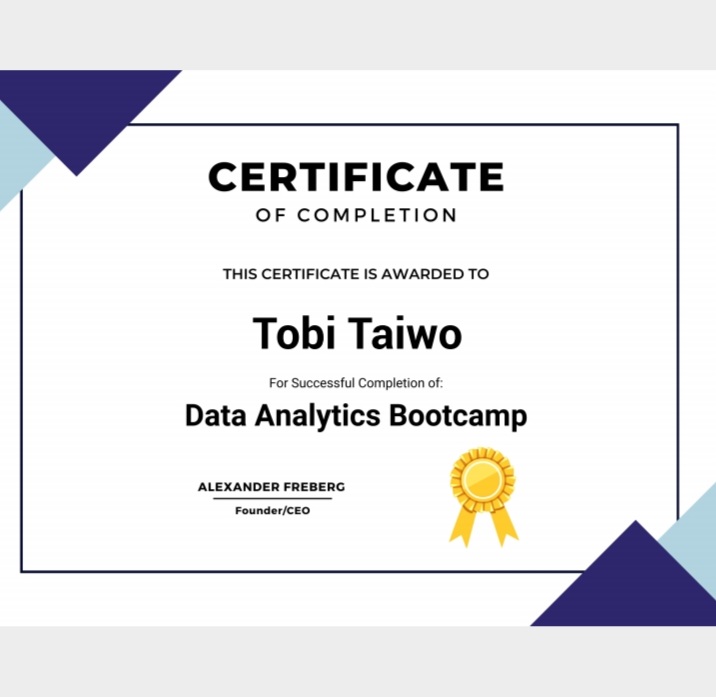 CERTIFICATE
OF COMPLETION
THIS CERTIFICATE IS AWARDED TO
Tobi Taiwo
For Successful Completion of:
Data Analytics Bootcamp
ALEXANDER FREBERG
Founder/CEO